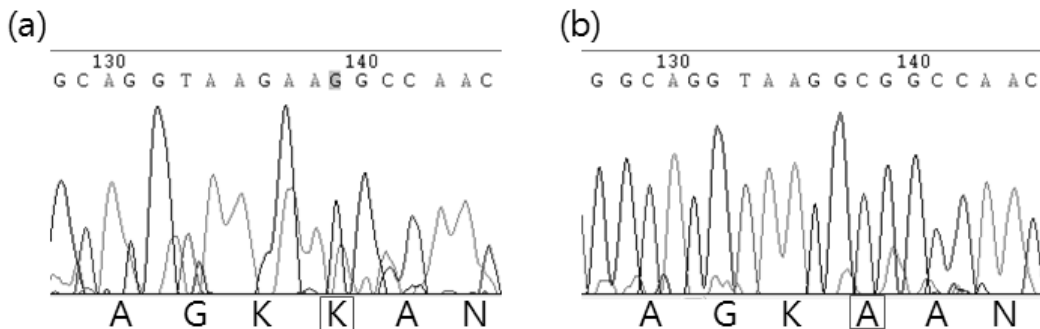 (a) (b)
130 140 130 140
G C A G G T A A G A A G G C C A A C G G C A G G T A A G G C G G C C A A C
A G K K A N A G K A A N